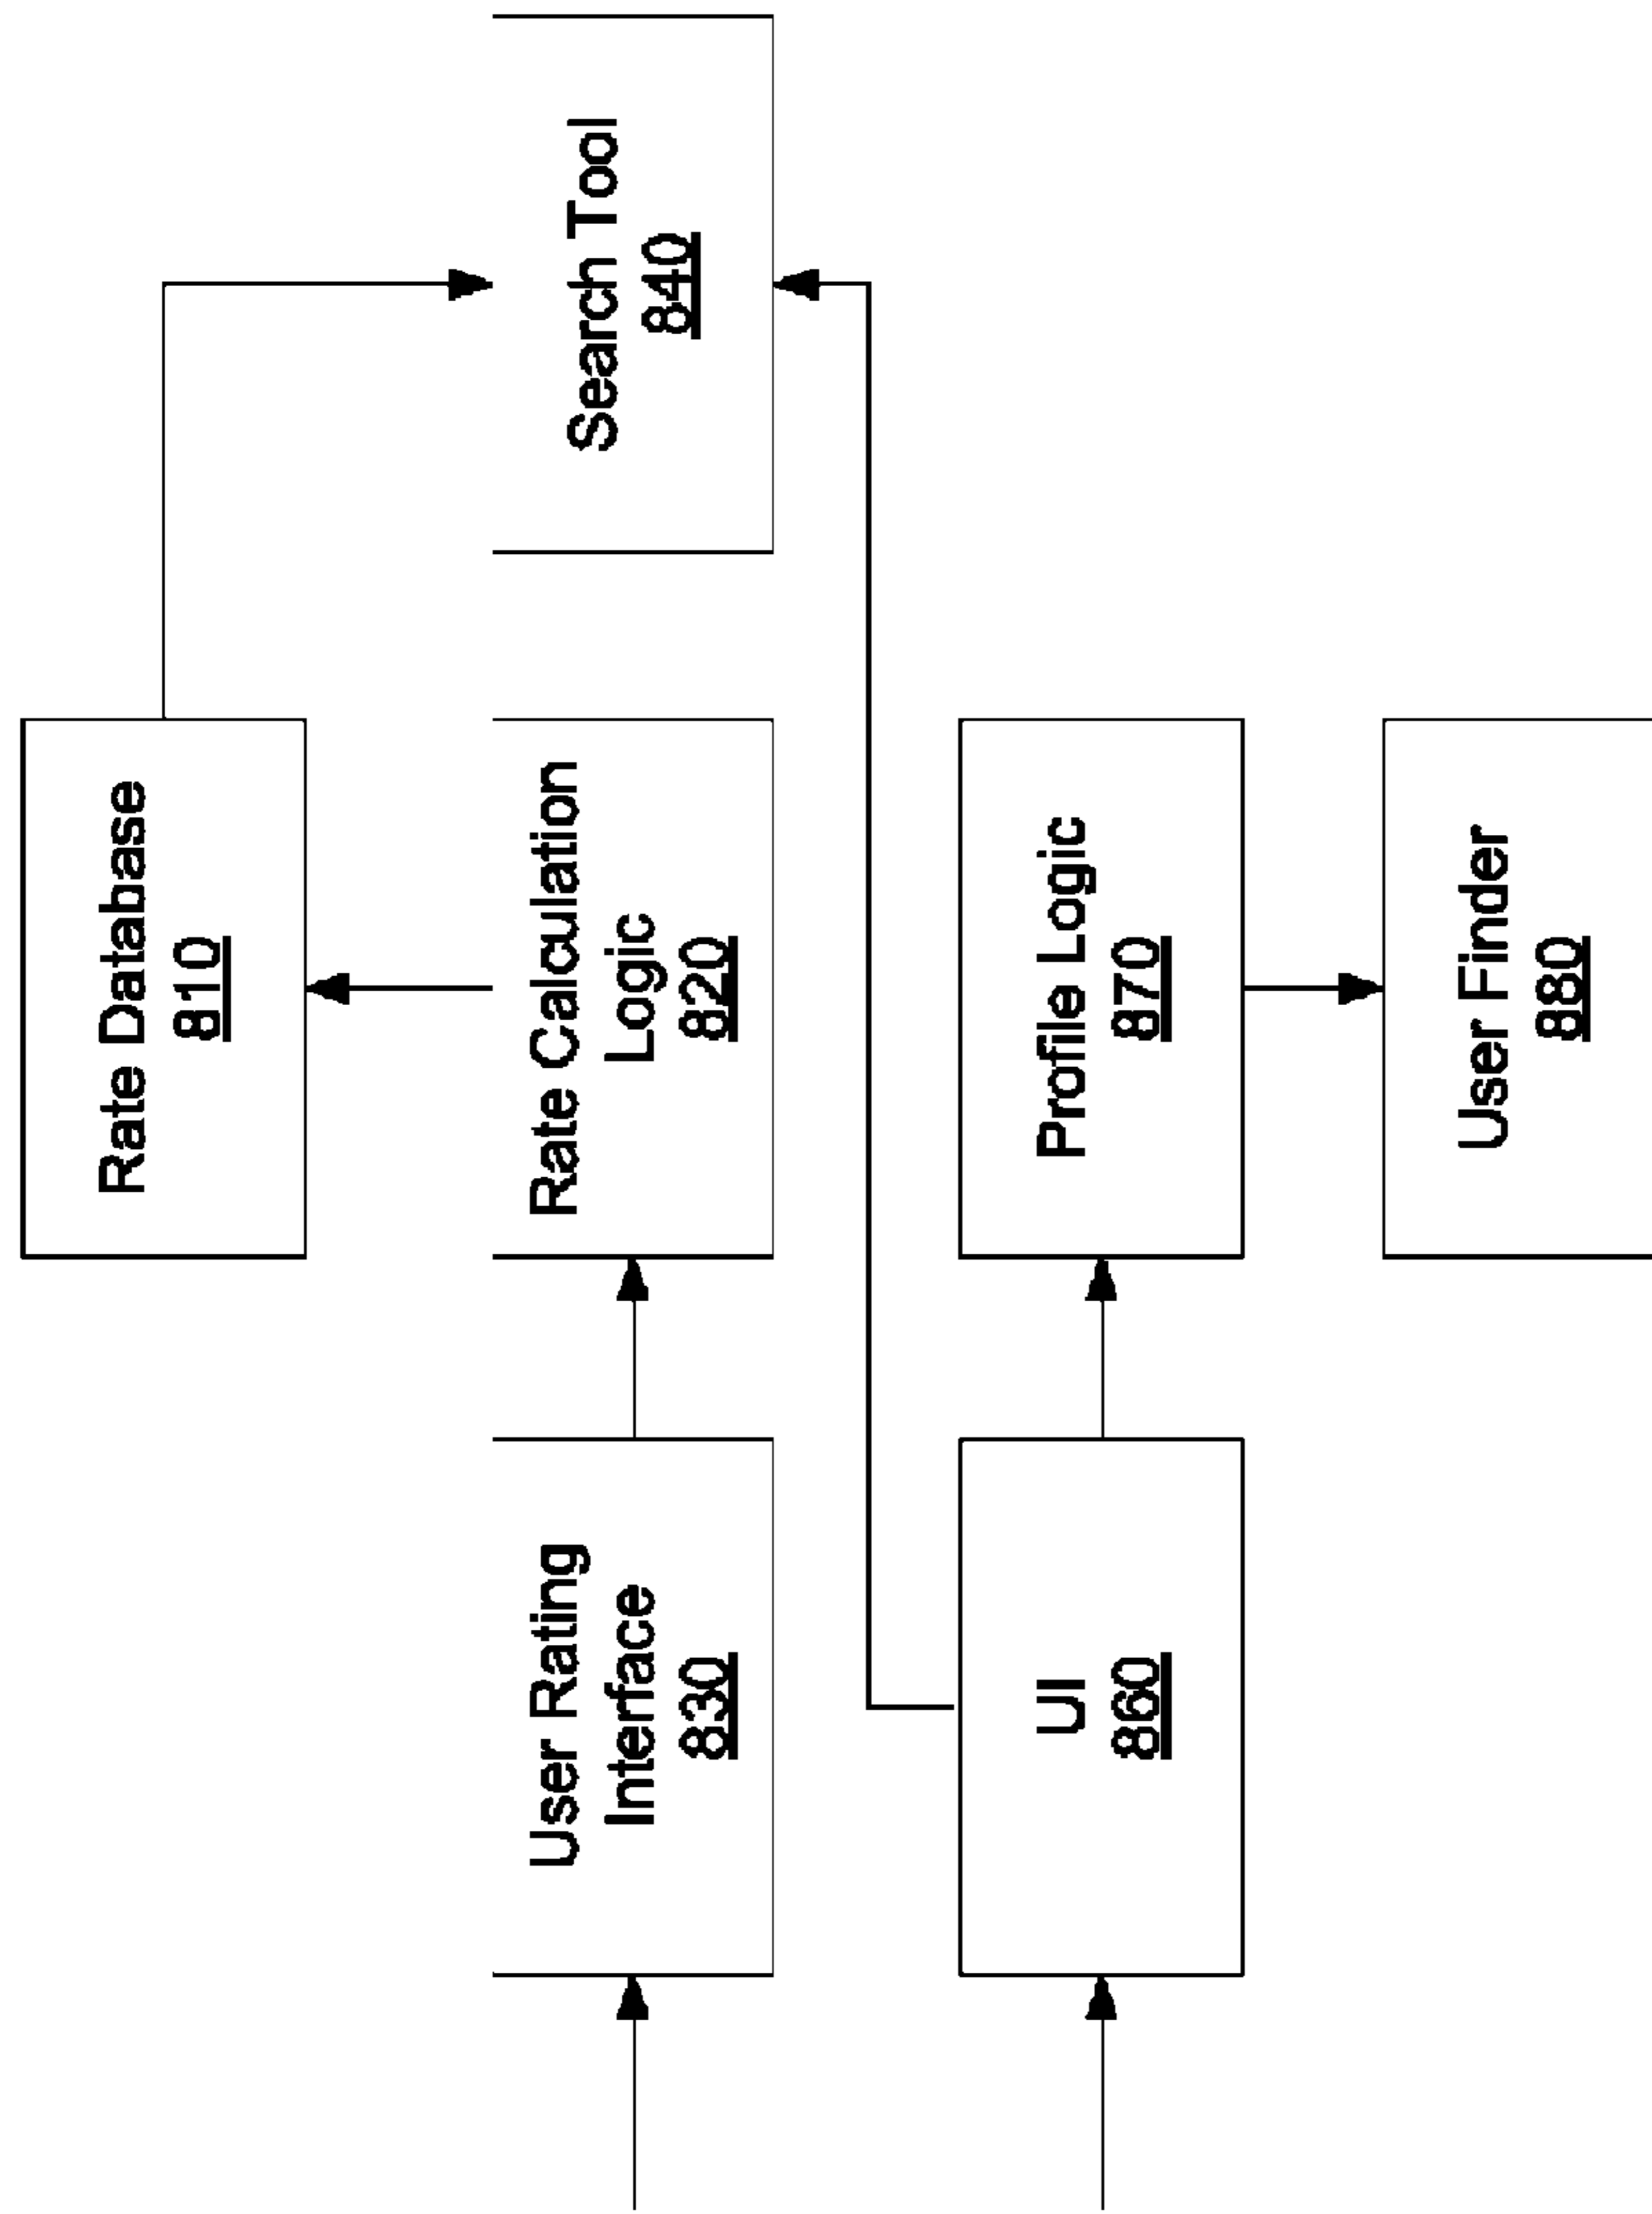 Rate Database
810
User Rating
Interface
830
Rate Calculation
Logic
820
Search Tool
840
UI
860
Profile Logic
870
User Finder
880